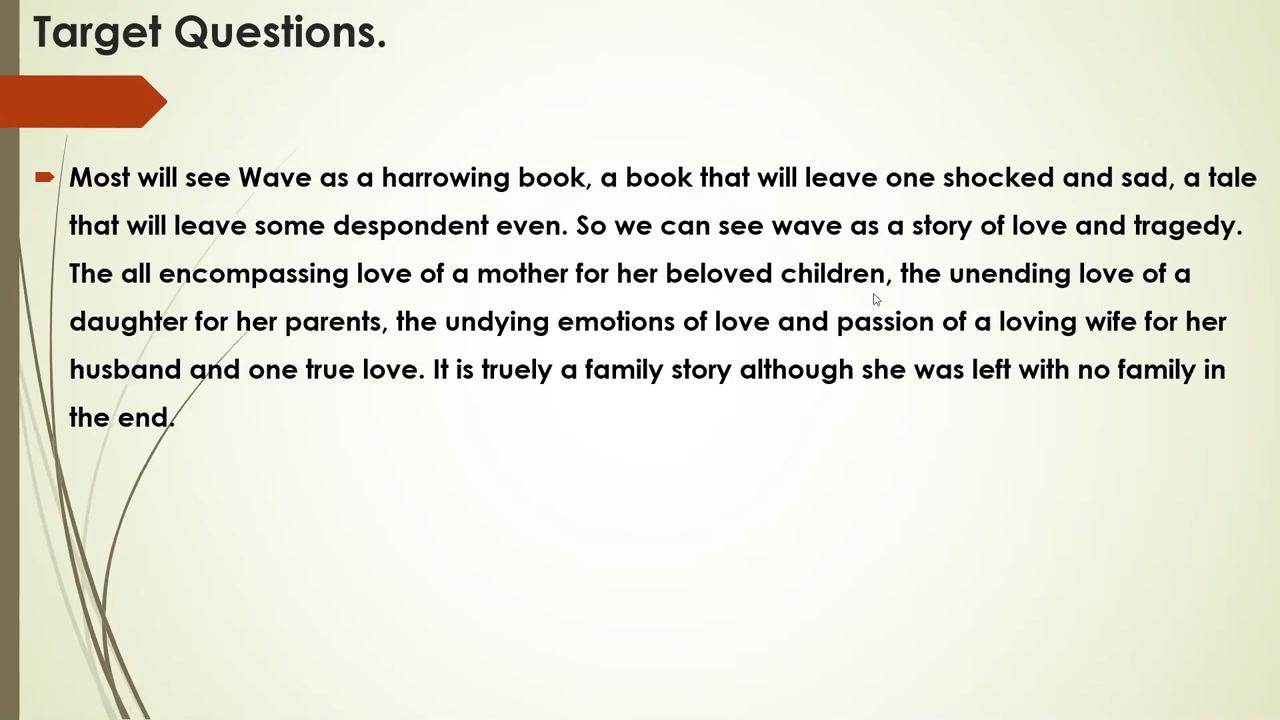 Target Questions.
Most will see Wave as a harrowing book, a book that will leave one shocked and sad, a tale
that will leave some despondent even. So we can see wave as a story of love and tragedy.
The all encompassing love of a mother for her beloved children, the unending love of a
daughter for her parents, the undying emotions of love and passion of a loving wife for her
husband and one true love. It is truely a family story although she was left with no family in
the end.